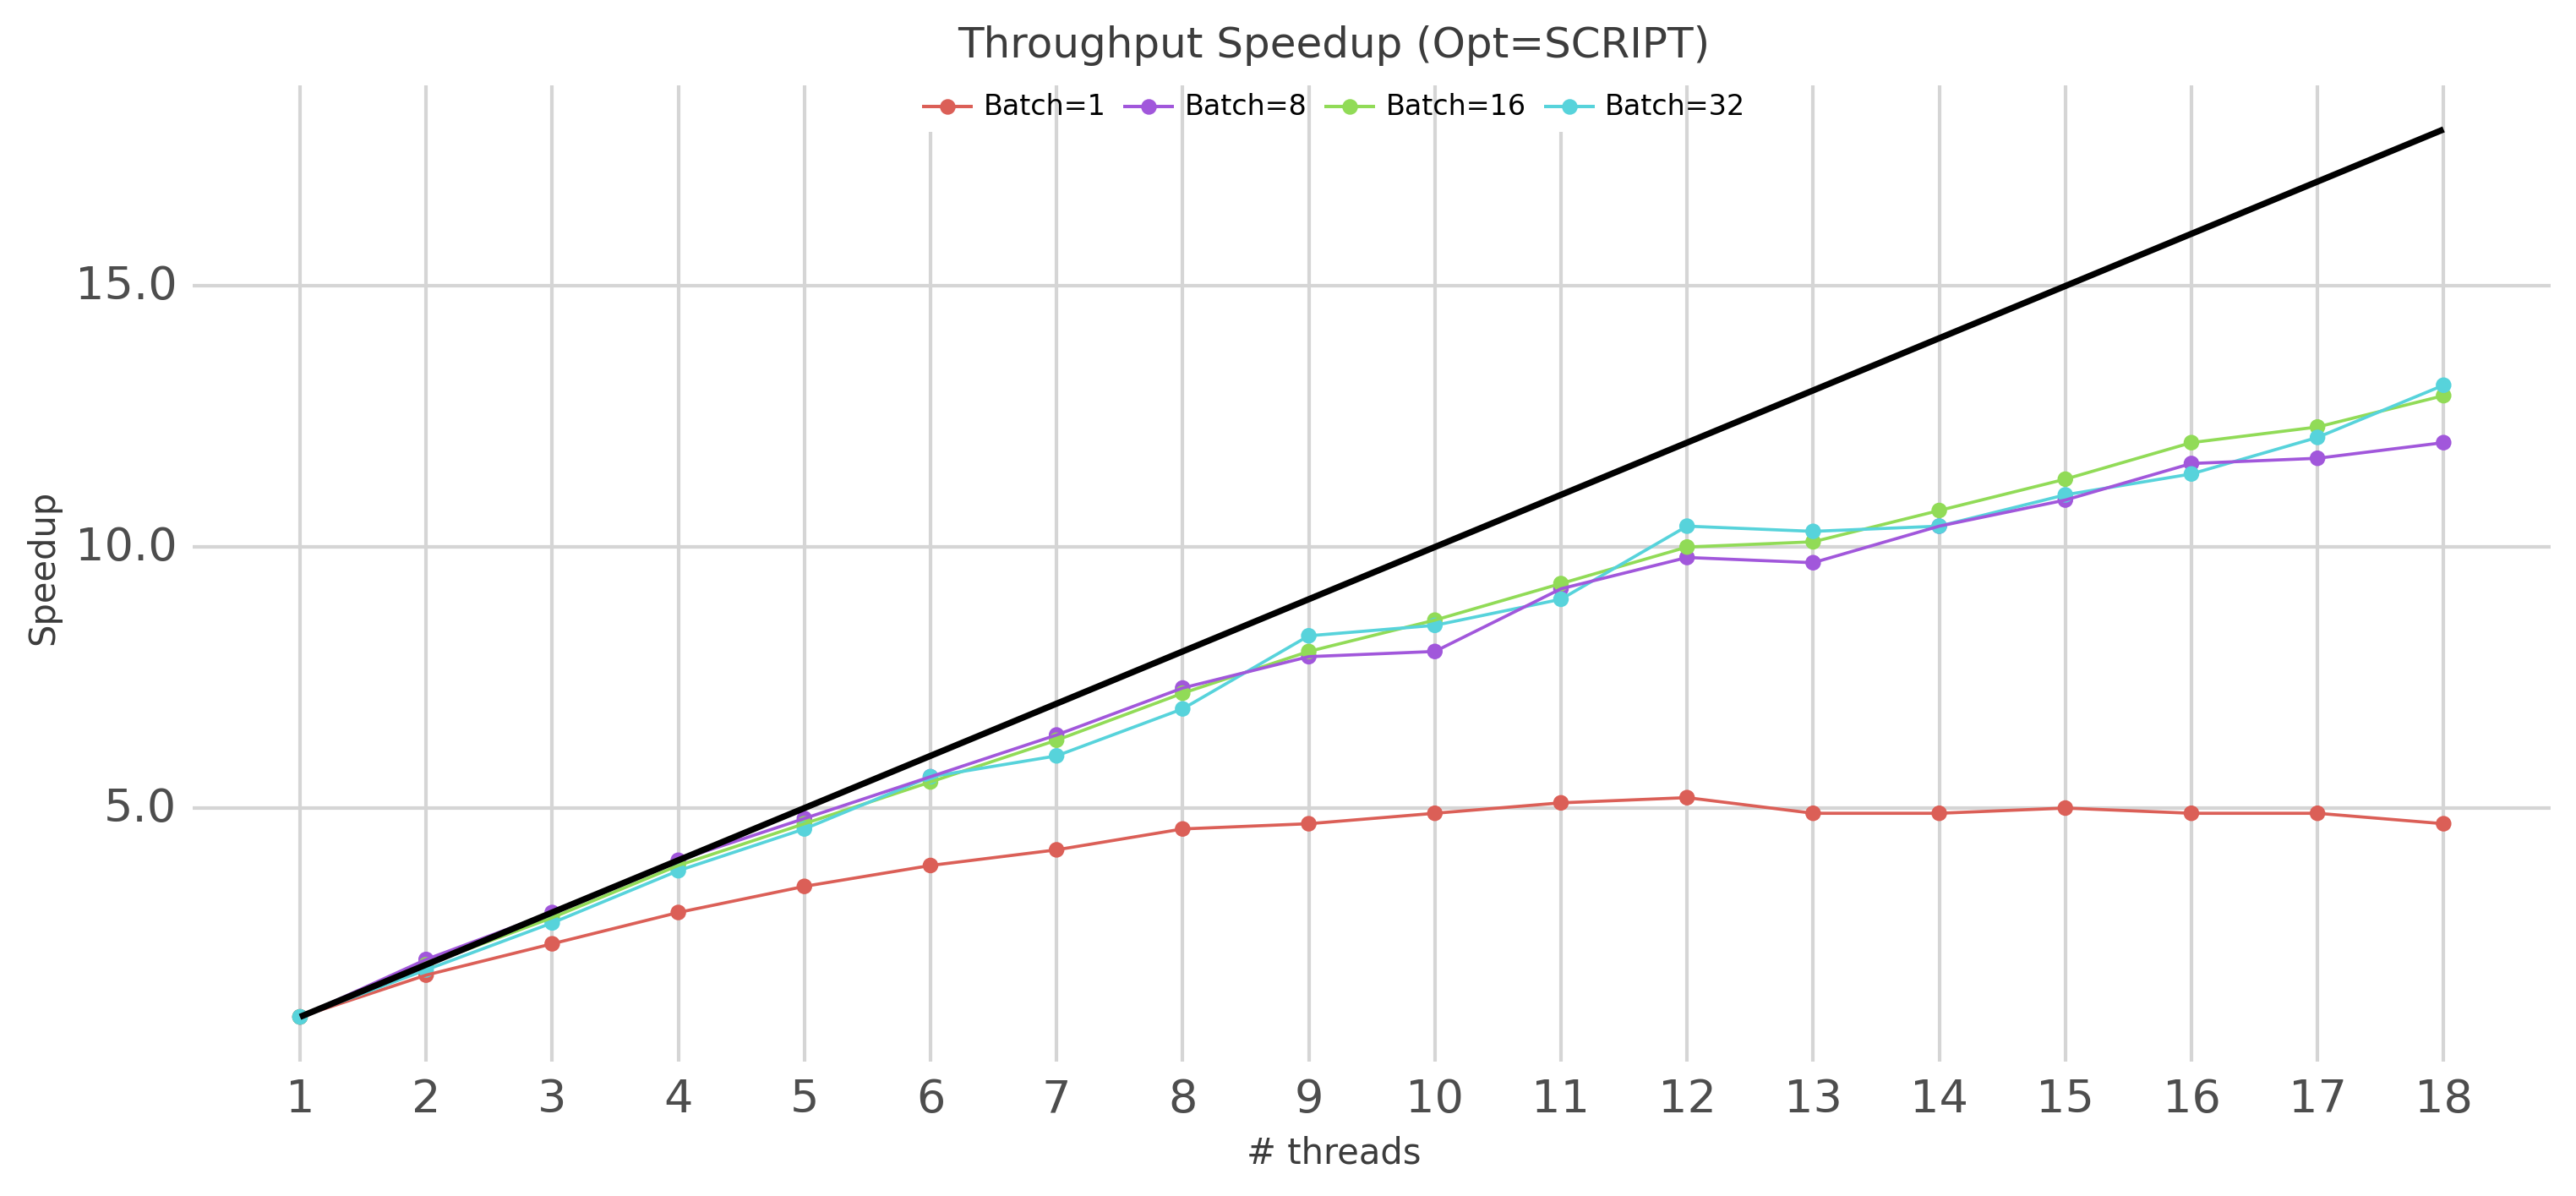 Throughput Speedup (Opt=SCRIPT)
Batch=1 Batch=8 Batch=16 Batch=32
15.0
10.0
5.0
Speedup
1 2 3 4 5 6 7 8 9 10 11 12 13 14 15 16 17 18
# threads